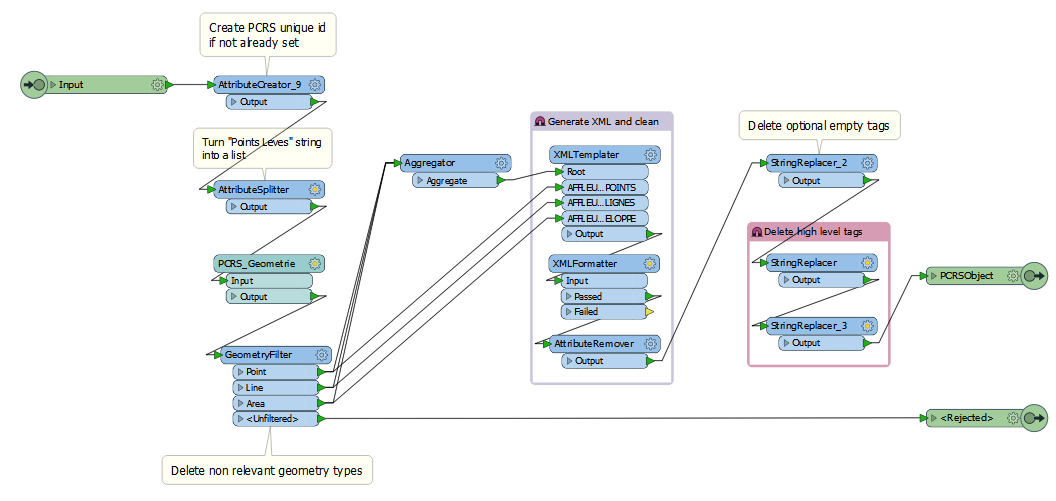 Create PCRS unique id
if not already set
Input
AttributeCreator_9
Output
Turn "Points Leves" string
into a list
AttributeSplitter
Output
PCRS_Geometrie
Input
Output
GeometryFilter
Point
Line
Area
<Unfiltered>
Delete non relevant geometry types
Aggregator
Aggregate
Generate XML and clean
XMLTemplater
Root
AFFLEU...POINTS
AFFLEU...LIGNES
AFFLEU...ELOPPE
Output
XMLFormatter
Input
Passed
Failed
AttributeRemover
Output
Delete optional empty tags
StringReplacer_2
Output
Delete high level tags
StringReplacer
Output
StringReplacer_3
Output
PCRSObject
<Rejected>